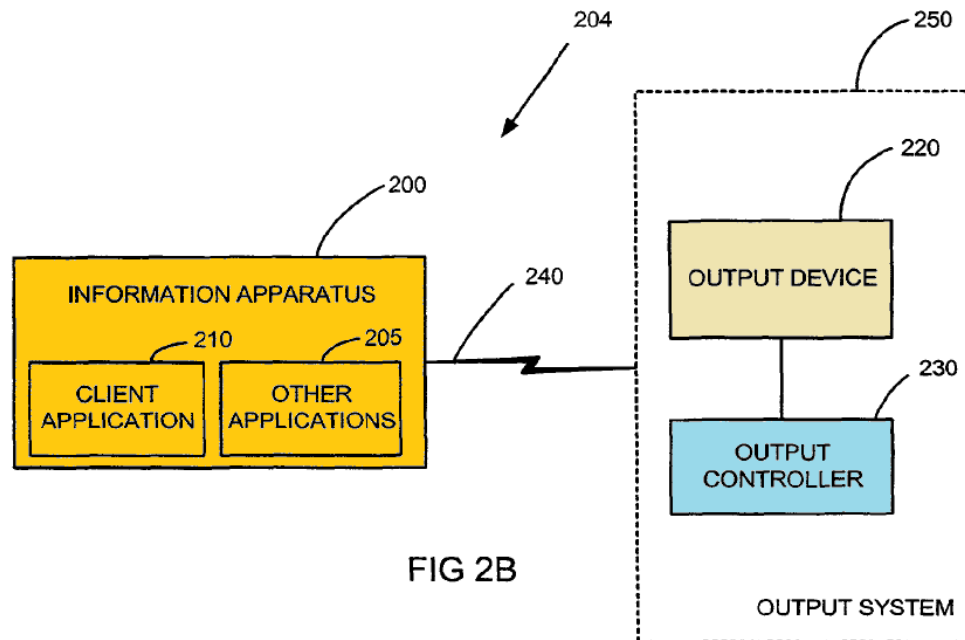 204
250
220
200
OUTPUT DEVICE
INFORMATION APPARATUS
240
210
205
230
CLIENT
APPLICATION
OTHER
APPLICATIONS
OUTPUT
CONTROLLER
FIG 2B
OUTPUT SYSTEM